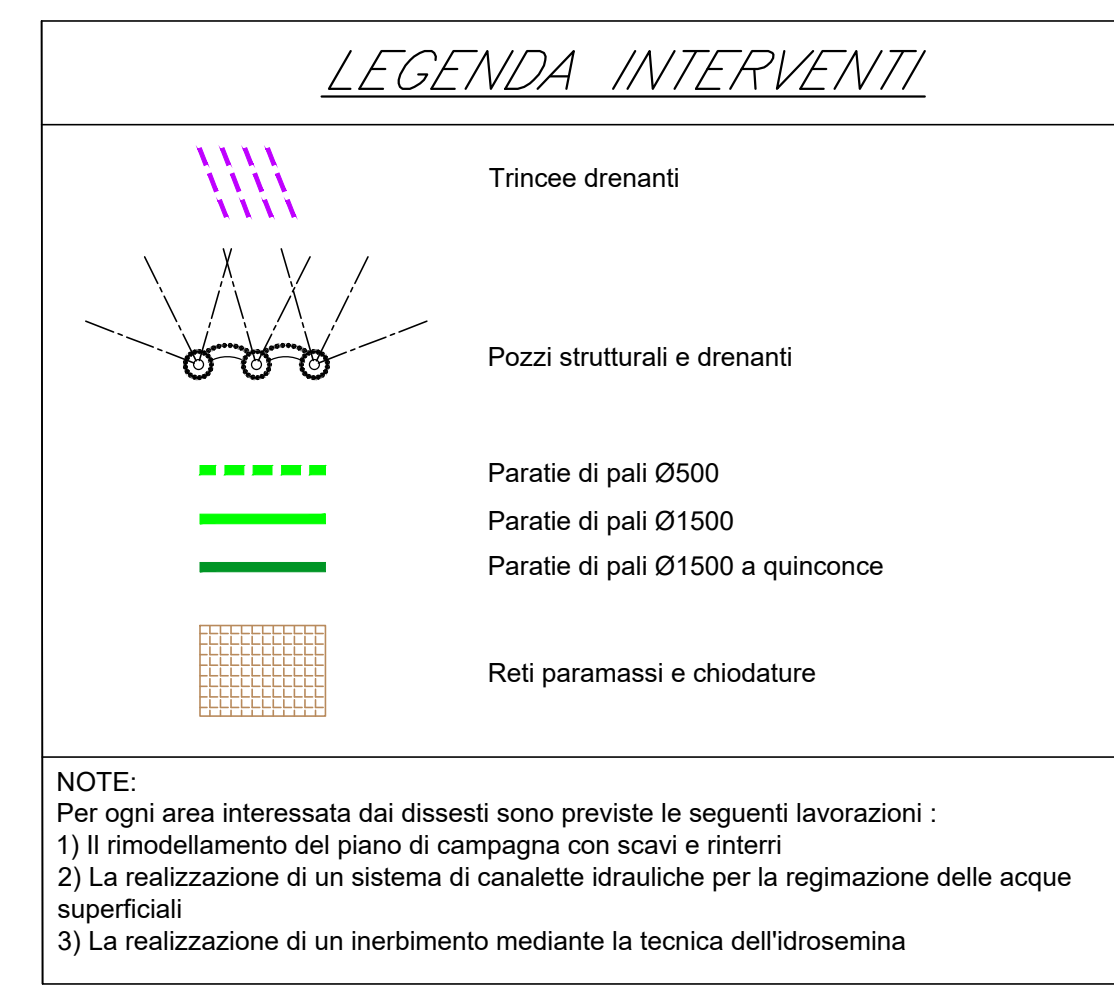 LEGENDA INTERVENTI
Trincee drenanti
Pozzi strutturali e drenanti
Paratie di pali Ø500
Paratie di pali Ø1500
Paratie di pali Ø1500 a quinconce
Reti paramassi e chiodature
NOTE:
Per ogni area interessata dai dissesti sono previste le seguenti lavorazioni :
1) Il rimodellamento del piano di campagna con scavi e rinterri
2) La realizzazione di un sistema di canalette idrauliche per la regimazione delle acque
superficiali
3) La realizzazione di un inerbimento mediante la tecnica dell'idrosemina